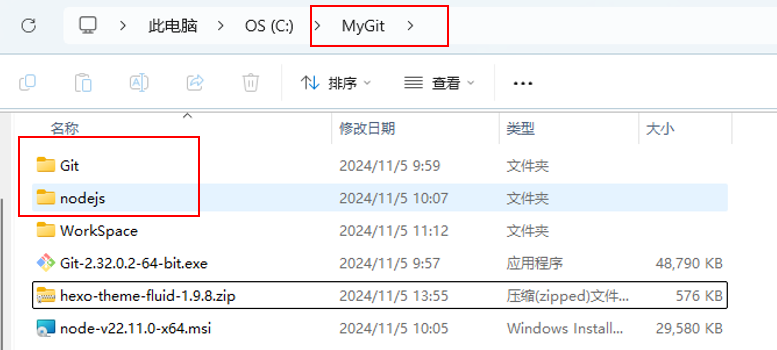 此电脑 > OS (C:) > MyGit >
排序 查看 ...
名称 修改日期 类型 大小
Git 2024/11/5 9:59 文件夹
nodejs 2024/11/5 10:07 文件夹
WorkSpace 2024/11/5 11:12 文件夹
Git-2.32.0.2-64-bit.exe 2024/11/5 9:57 应用程序 48,790 KB
hexo-theme-fluid-1.9.8.zip 2024/11/5 13:55 压缩(zipped)文件... 576 KB
node-v22.11.0-x64.msi 2024/11/5 10:05 Windows Install... 29,580 KB